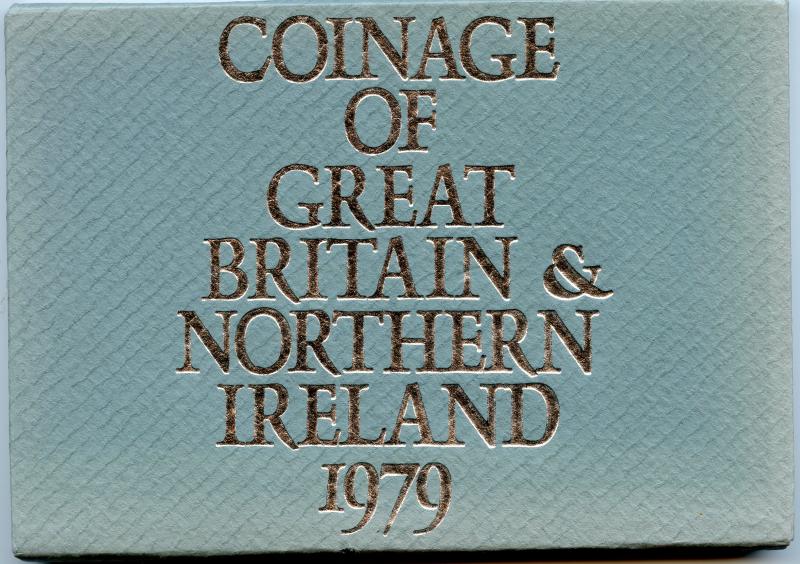 COINAGE
OF
GREAT
BRITAIN &
NORTHERN
IRELAND
1979